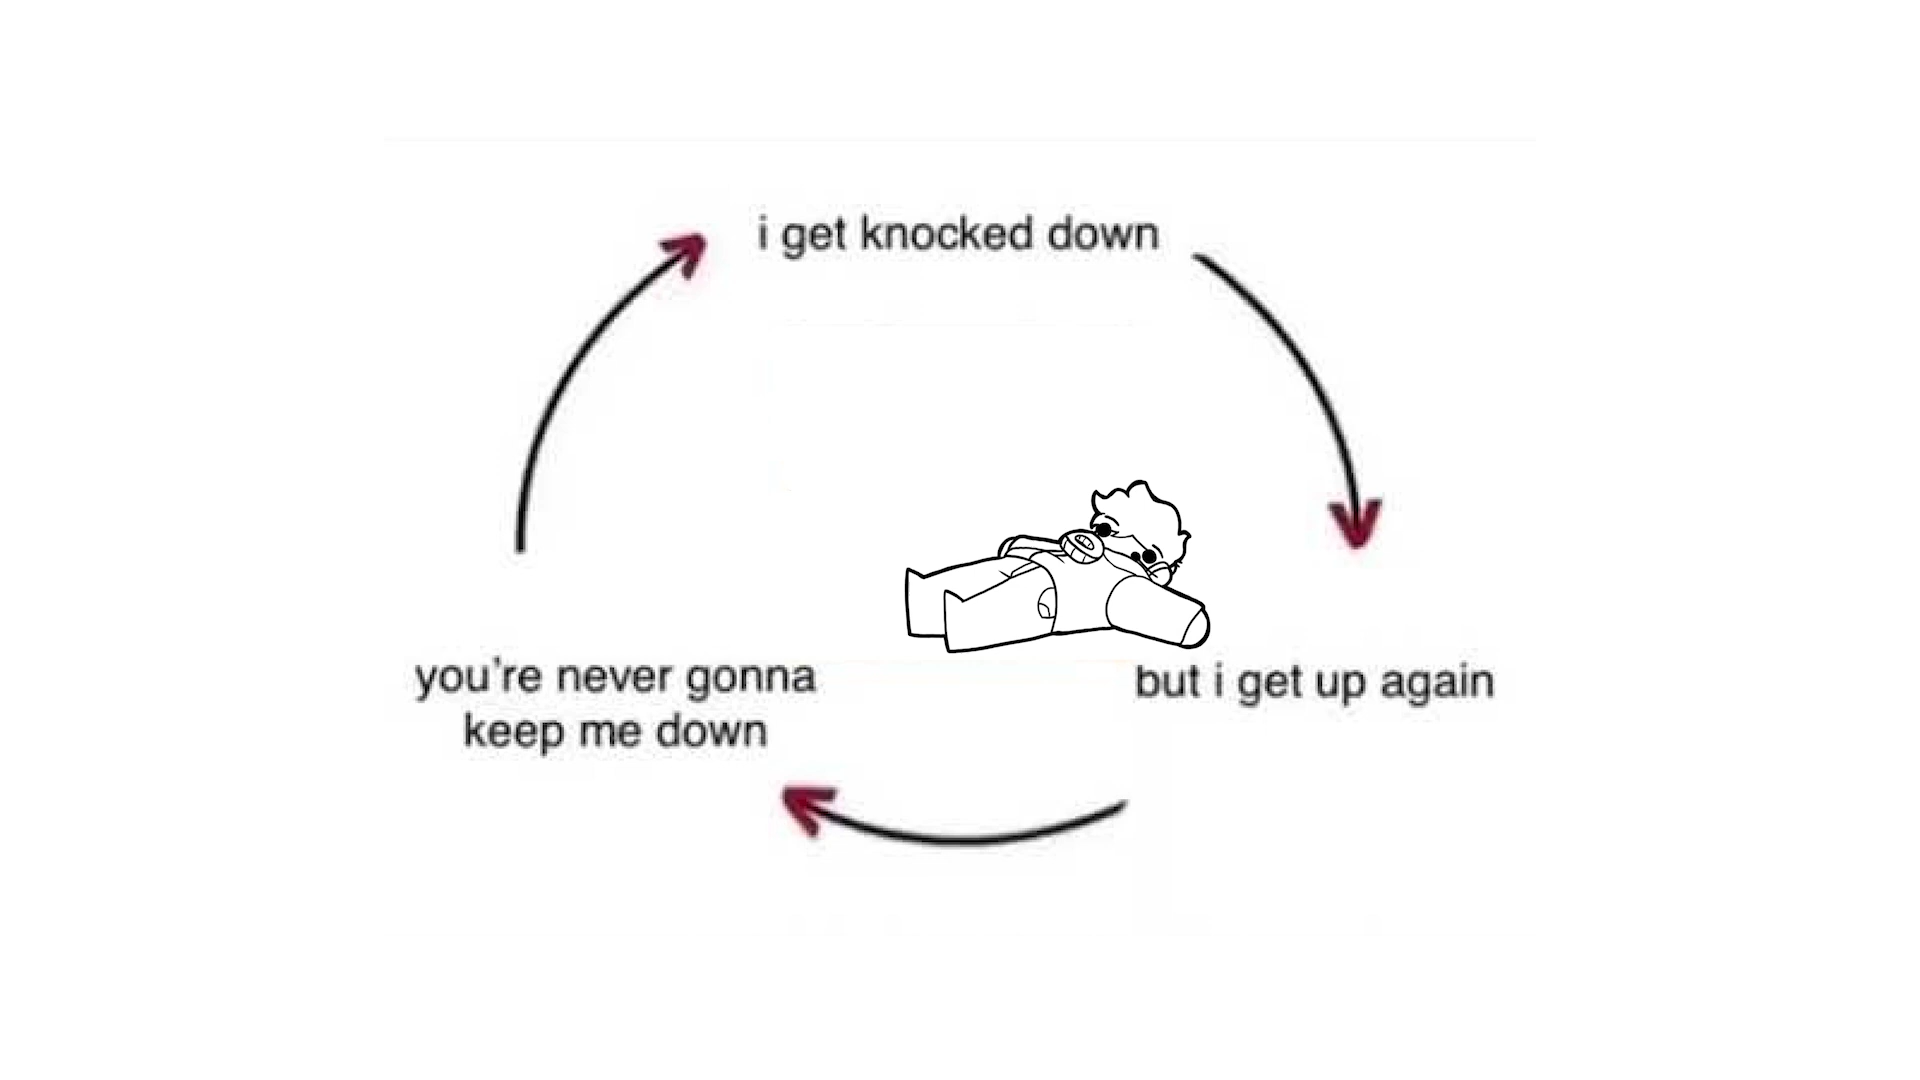 i get knocked down
you're never gonna
keep me down
but i get up again